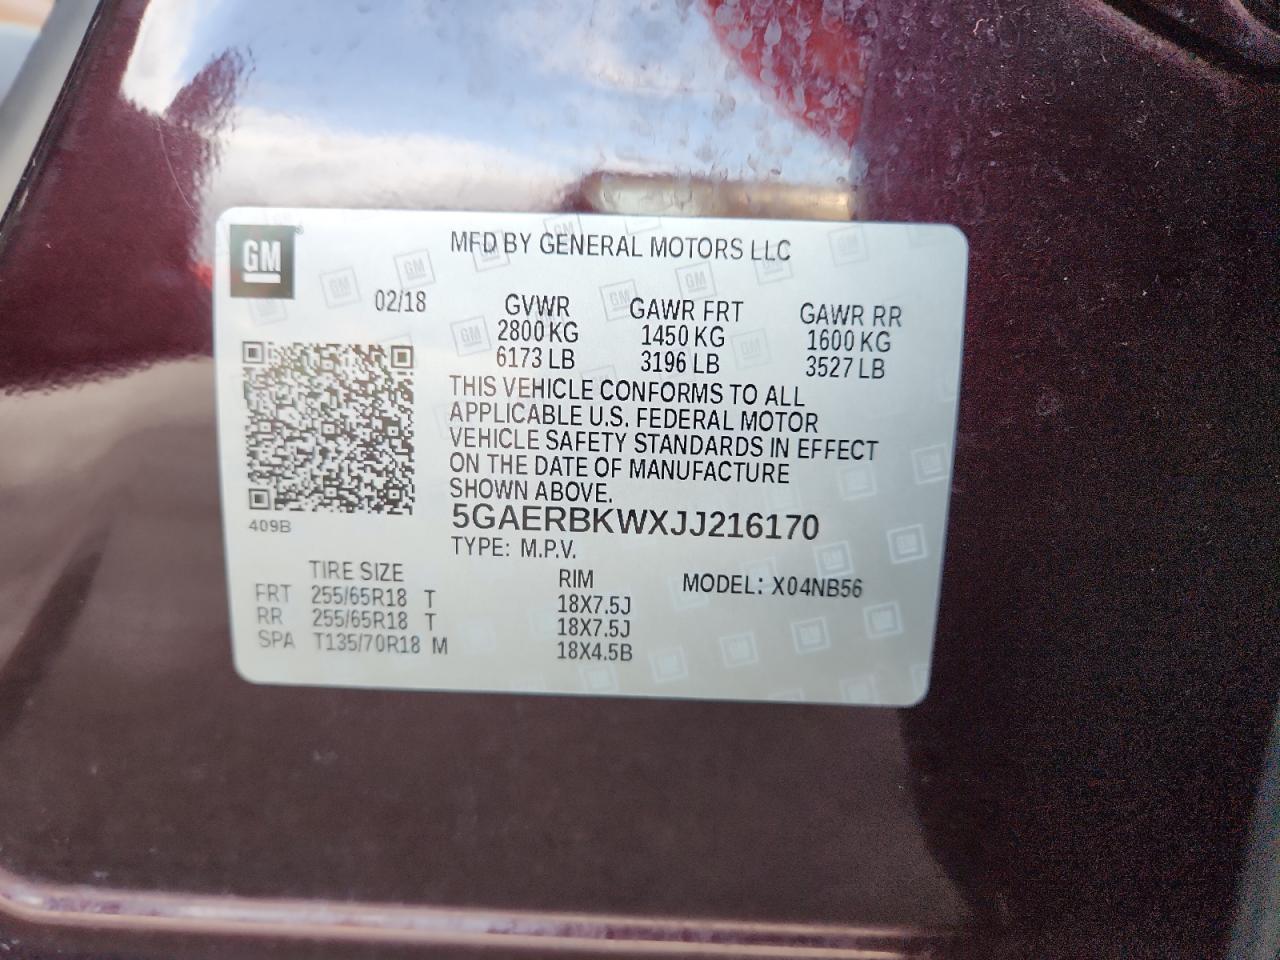 GM
MFD BY GENERAL MOTORS LLC
02/18 GVWR GAWR FRT GAWR RR
2800 KG 1450 KG 1600 KG
6173 LB 3196 LB 3527 LB
THIS VEHICLE CONFORMS TO ALL
APPLICABLE U.S. FEDERAL MOTOR
VEHICLE SAFETY STANDARDS IN EFFECT
ON THE DATE OF MANUFACTURE
SHOWN ABOVE.
409B
5GAERBKWXJJ216170
TYPE: M.P.V.
TIRE SIZE RIM MODEL: X04NB56
FRT 255/65R18 T 18X7.5J
RR 255/65R18 T 18X7.5J
SPA T135/70R18 M 18X4.5B